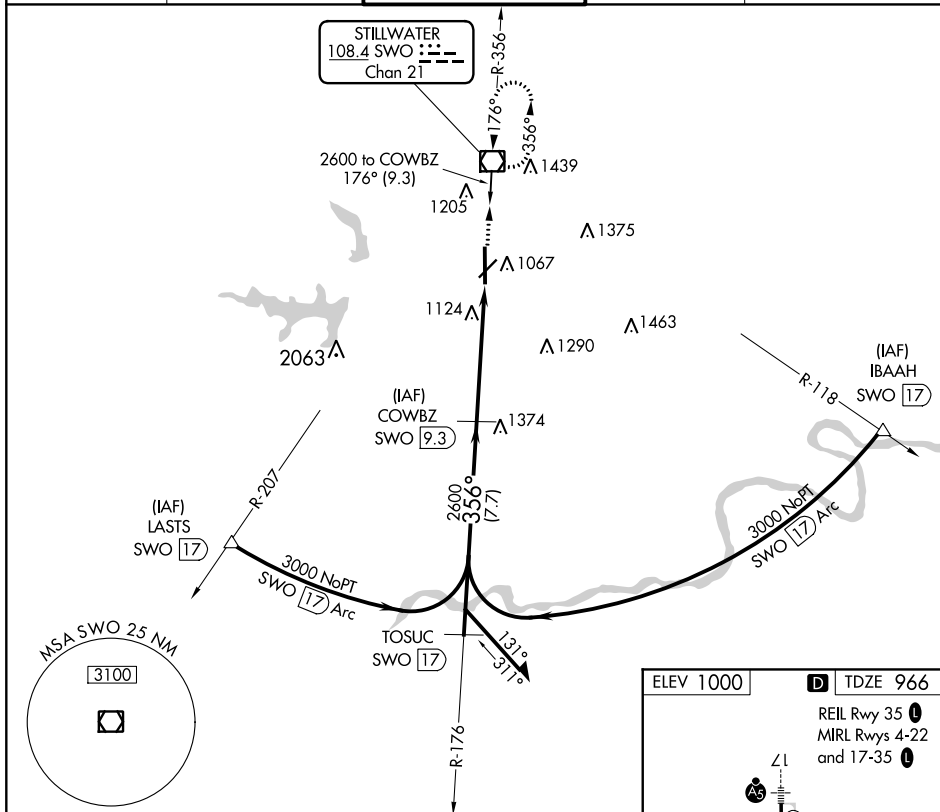 STILLWATER
108.4 SWO
Chan 21
R-356
176°
356°
2600 to COWBZ
176° (9.3)
1439
1205
1375
1067
1124
1463
1290
2063
(IAF)
COWBZ
SWO 9.3
1374
R-118
(IAF)
IBAAH
SWO 17
R-207
(IAF)
LASTS
SWO 17
2600
356°
(7.7)
3000 NoPT
SWO 17 Arc
3000 NoPT
SWO 17 Arc
TOSUC
SWO 17
131°
311°
R-176
MSA SWO 25 NM
3100
ELEV 1000
D TDZE 966
REIL Rwy 35 L
MIRL Rwys 4-22
and 17-35 L
17
A5